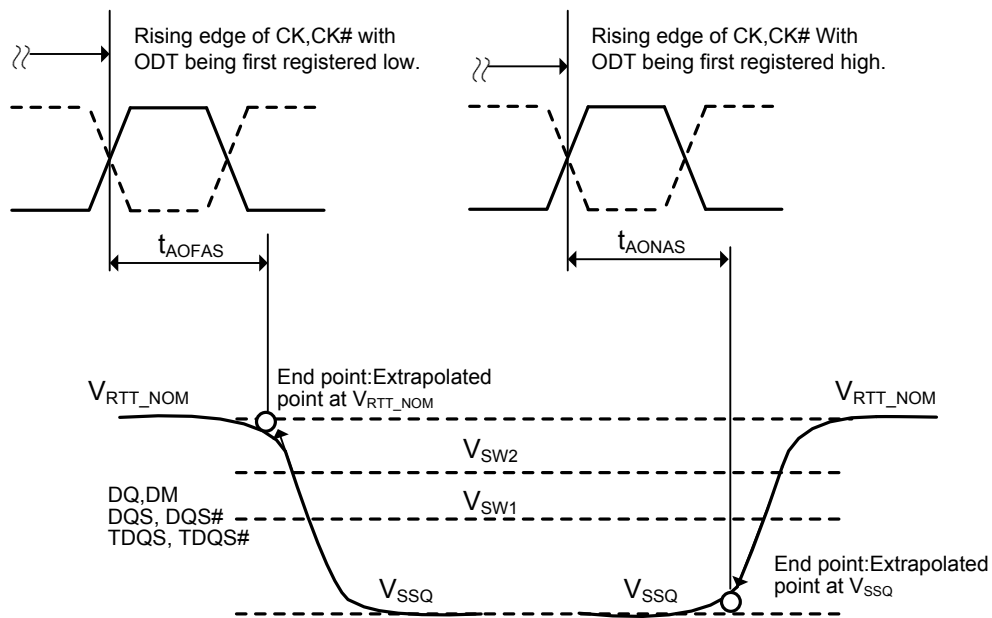 Rising edge of CK,CK# with
ODT being first registered low.
Rising edge of CK,CK# With
ODT being first registered high.
tAOFAS
tAONAS
End point:Extrapolated
point at VRTT_NOM
VRTT_NOM
VRTT_NOM
VSW2
DQ,DM
DQS, DQS#
TDQS, TDQS#
VSW1
End point:Extrapolated
point at VSSQ
VSSQ
VSSQ